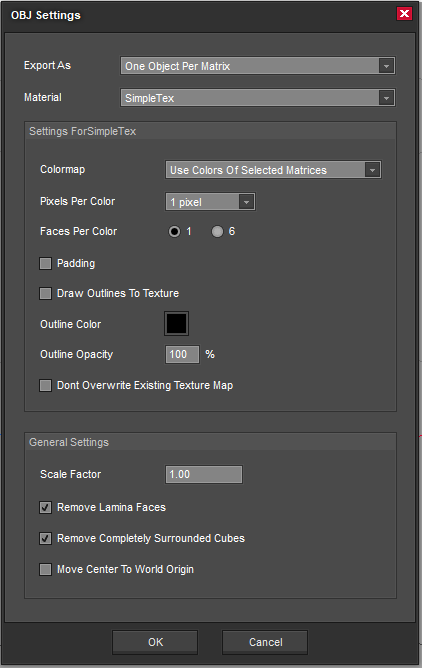 OBJ Settings
Export As One Object Per Matrix
Material SimpleTex
Settings ForSimpleTex
Colormap Use Colors Of Selected Matrices
Pixels Per Color 1 pixel
Faces Per Color 1 6
Padding
Draw Outlines To Texture
Outline Color
Outline Opacity 100 %
Dont Overwrite Existing Texture Map
General Settings
Scale Factor 1.00
Remove Lamina Faces
Remove Completely Surrounded Cubes
Move Center To World Origin
OK Cancel